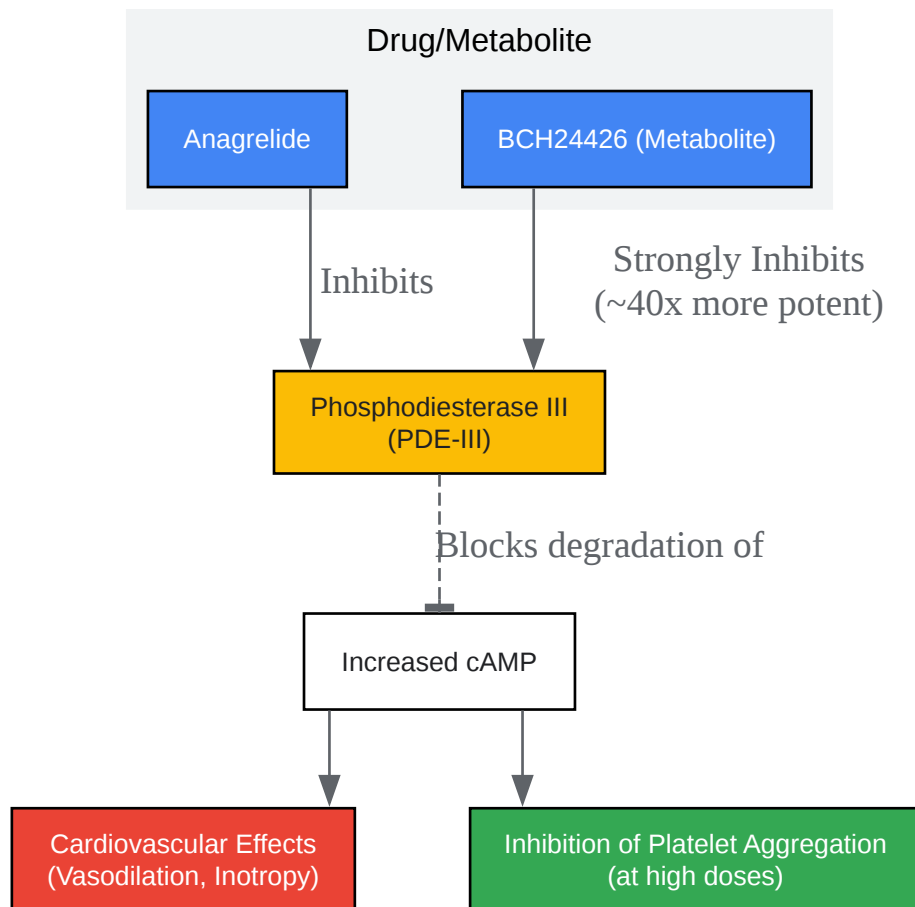 Drug/Metabolite
Anagrelide
BCH24426 (Metabolite)
Inhibits
Strongly Inhibits
(~40x more potent)
Phosphodiesterase III
(PDE-III)
Blocks degradation of
Increased cAMP
Cardiovascular Effects
(Vasodilation, Inotropy)
Inhibition of Platelet Aggregation
(at high doses)